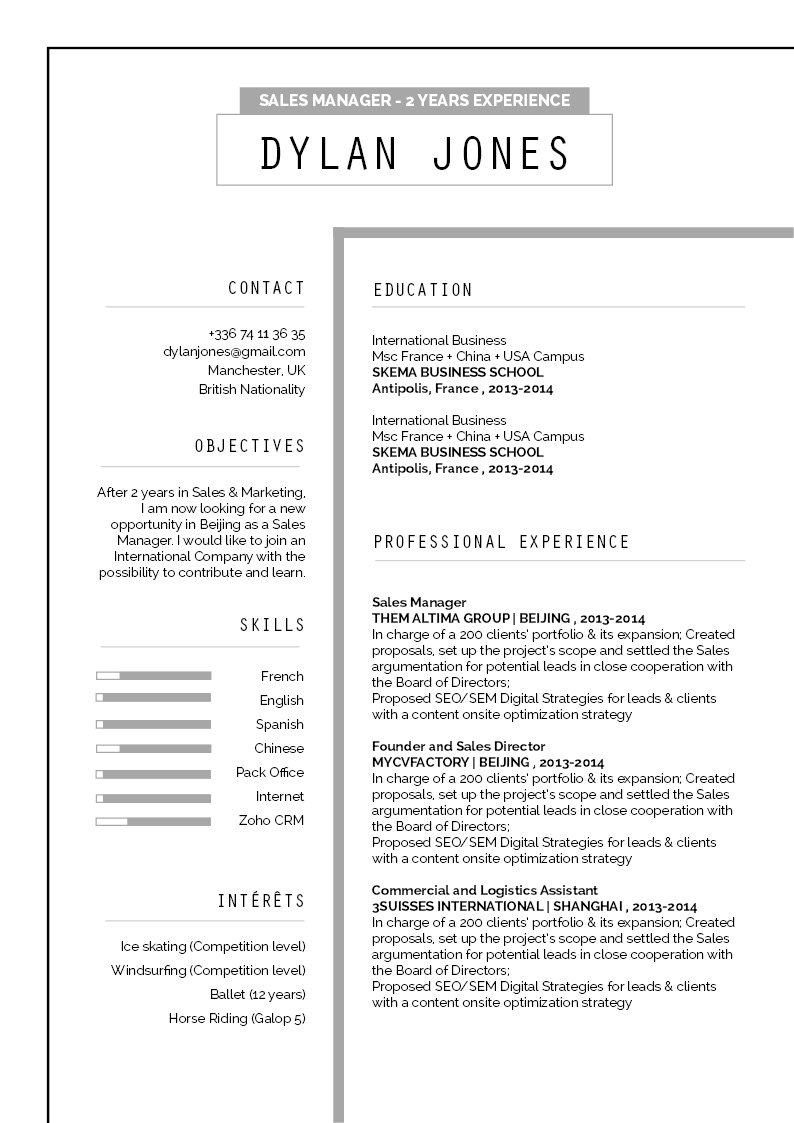 SALES MANAGER - 2 YEARS EXPERIENCE
DYLAN JONES
CONTACT
+336 74 11 36 35
dylanjones@gmail.com
Manchester, UK
British Nationality
OBJECTIVES
After 2 years in Sales & Marketing,
I am now looking for a new
opportunity in Beijing as a Sales
Manager. I would like to join an
International Company with the
possibility to contribute and learn.
SKILLS
French
English
Spanish
Chinese
Pack Office
Internet
Zoho CRM
INTÉRÊTS
Ice skating (Competition level)
Windsurfing (Competition level)
Ballet (12 years)
Horse Riding (Galop 5)
EDUCATION
International Business
Msc France + China + USA Campus
SKEMA BUSINESS SCHOOL
Antipolis, France , 2013-2014
International Business
Msc France + China + USA Campus
SKEMA BUSINESS SCHOOL
Antipolis, France , 2013-2014
PROFESSIONAL EXPERIENCE
Sales Manager
THEM ALTIMA GROUP | BEIJING , 2013-2014
In charge of a 200 clients' portfolio & its expansion; Created
proposals, set up the project's scope and settled the Sales
argumentation for potential leads in close cooperation with
the Board of Directors;
Proposed SEO/SEM Digital Strategies for leads & clients
with a content onsite optimization strategy
Founder and Sales Director
MYCVFACTORY | BEIJING , 2013-2014
In charge of a 200 clients' portfolio & its expansion; Created
proposals, set up the project's scope and settled the Sales
argumentation for potential leads in close cooperation with
the Board of Directors;
Proposed SEO/SEM Digital Strategies for leads & clients
with a content onsite optimization strategy
Commercial and Logistics Assistant
3SUISSES INTERNATIONAL | SHANGHAI , 2013-2014
In charge of a 200 clients' portfolio & its expansion; Created
proposals, set up the project's scope and settled the Sales
argumentation for potential leads in close cooperation with
the Board of Directors;
Proposed SEO/SEM Digital Strategies for leads & clients
with a content onsite optimization strategy